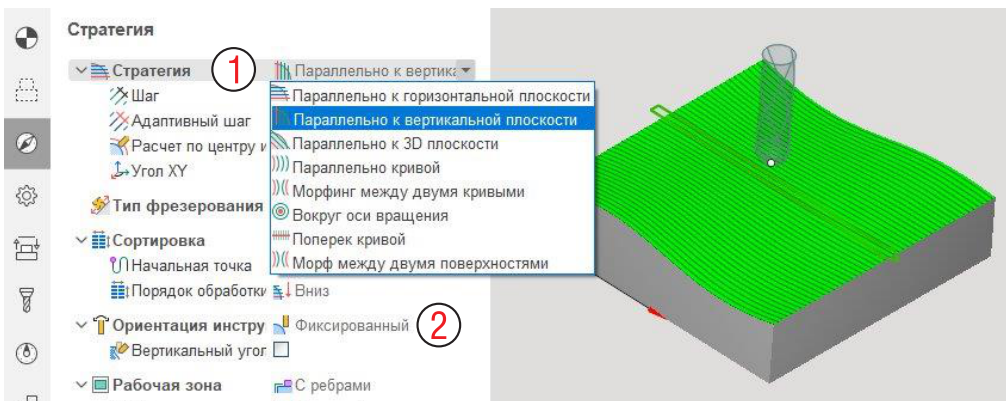 Стратегия
Стратегия 1 Параллельно к вертика
Шаг
Адаптивный шаг
Расчет по центру и
Угол XY
Тип фрезерования
Сортировка
Начальная точка
Порядок обработки Вниз
Ориентация инстру Фиксированный 2
Вертикальный угол
Рабочая зона С ребрами
Параллельно к горизонтальной плоскости
Параллельно к вертикальной плоскости
Параллельно к 3D плоскости
Параллельно кривой
Морфинг между двумя кривыми
Вокруг оси вращения
Поперек кривой
Морф между двумя поверхностями